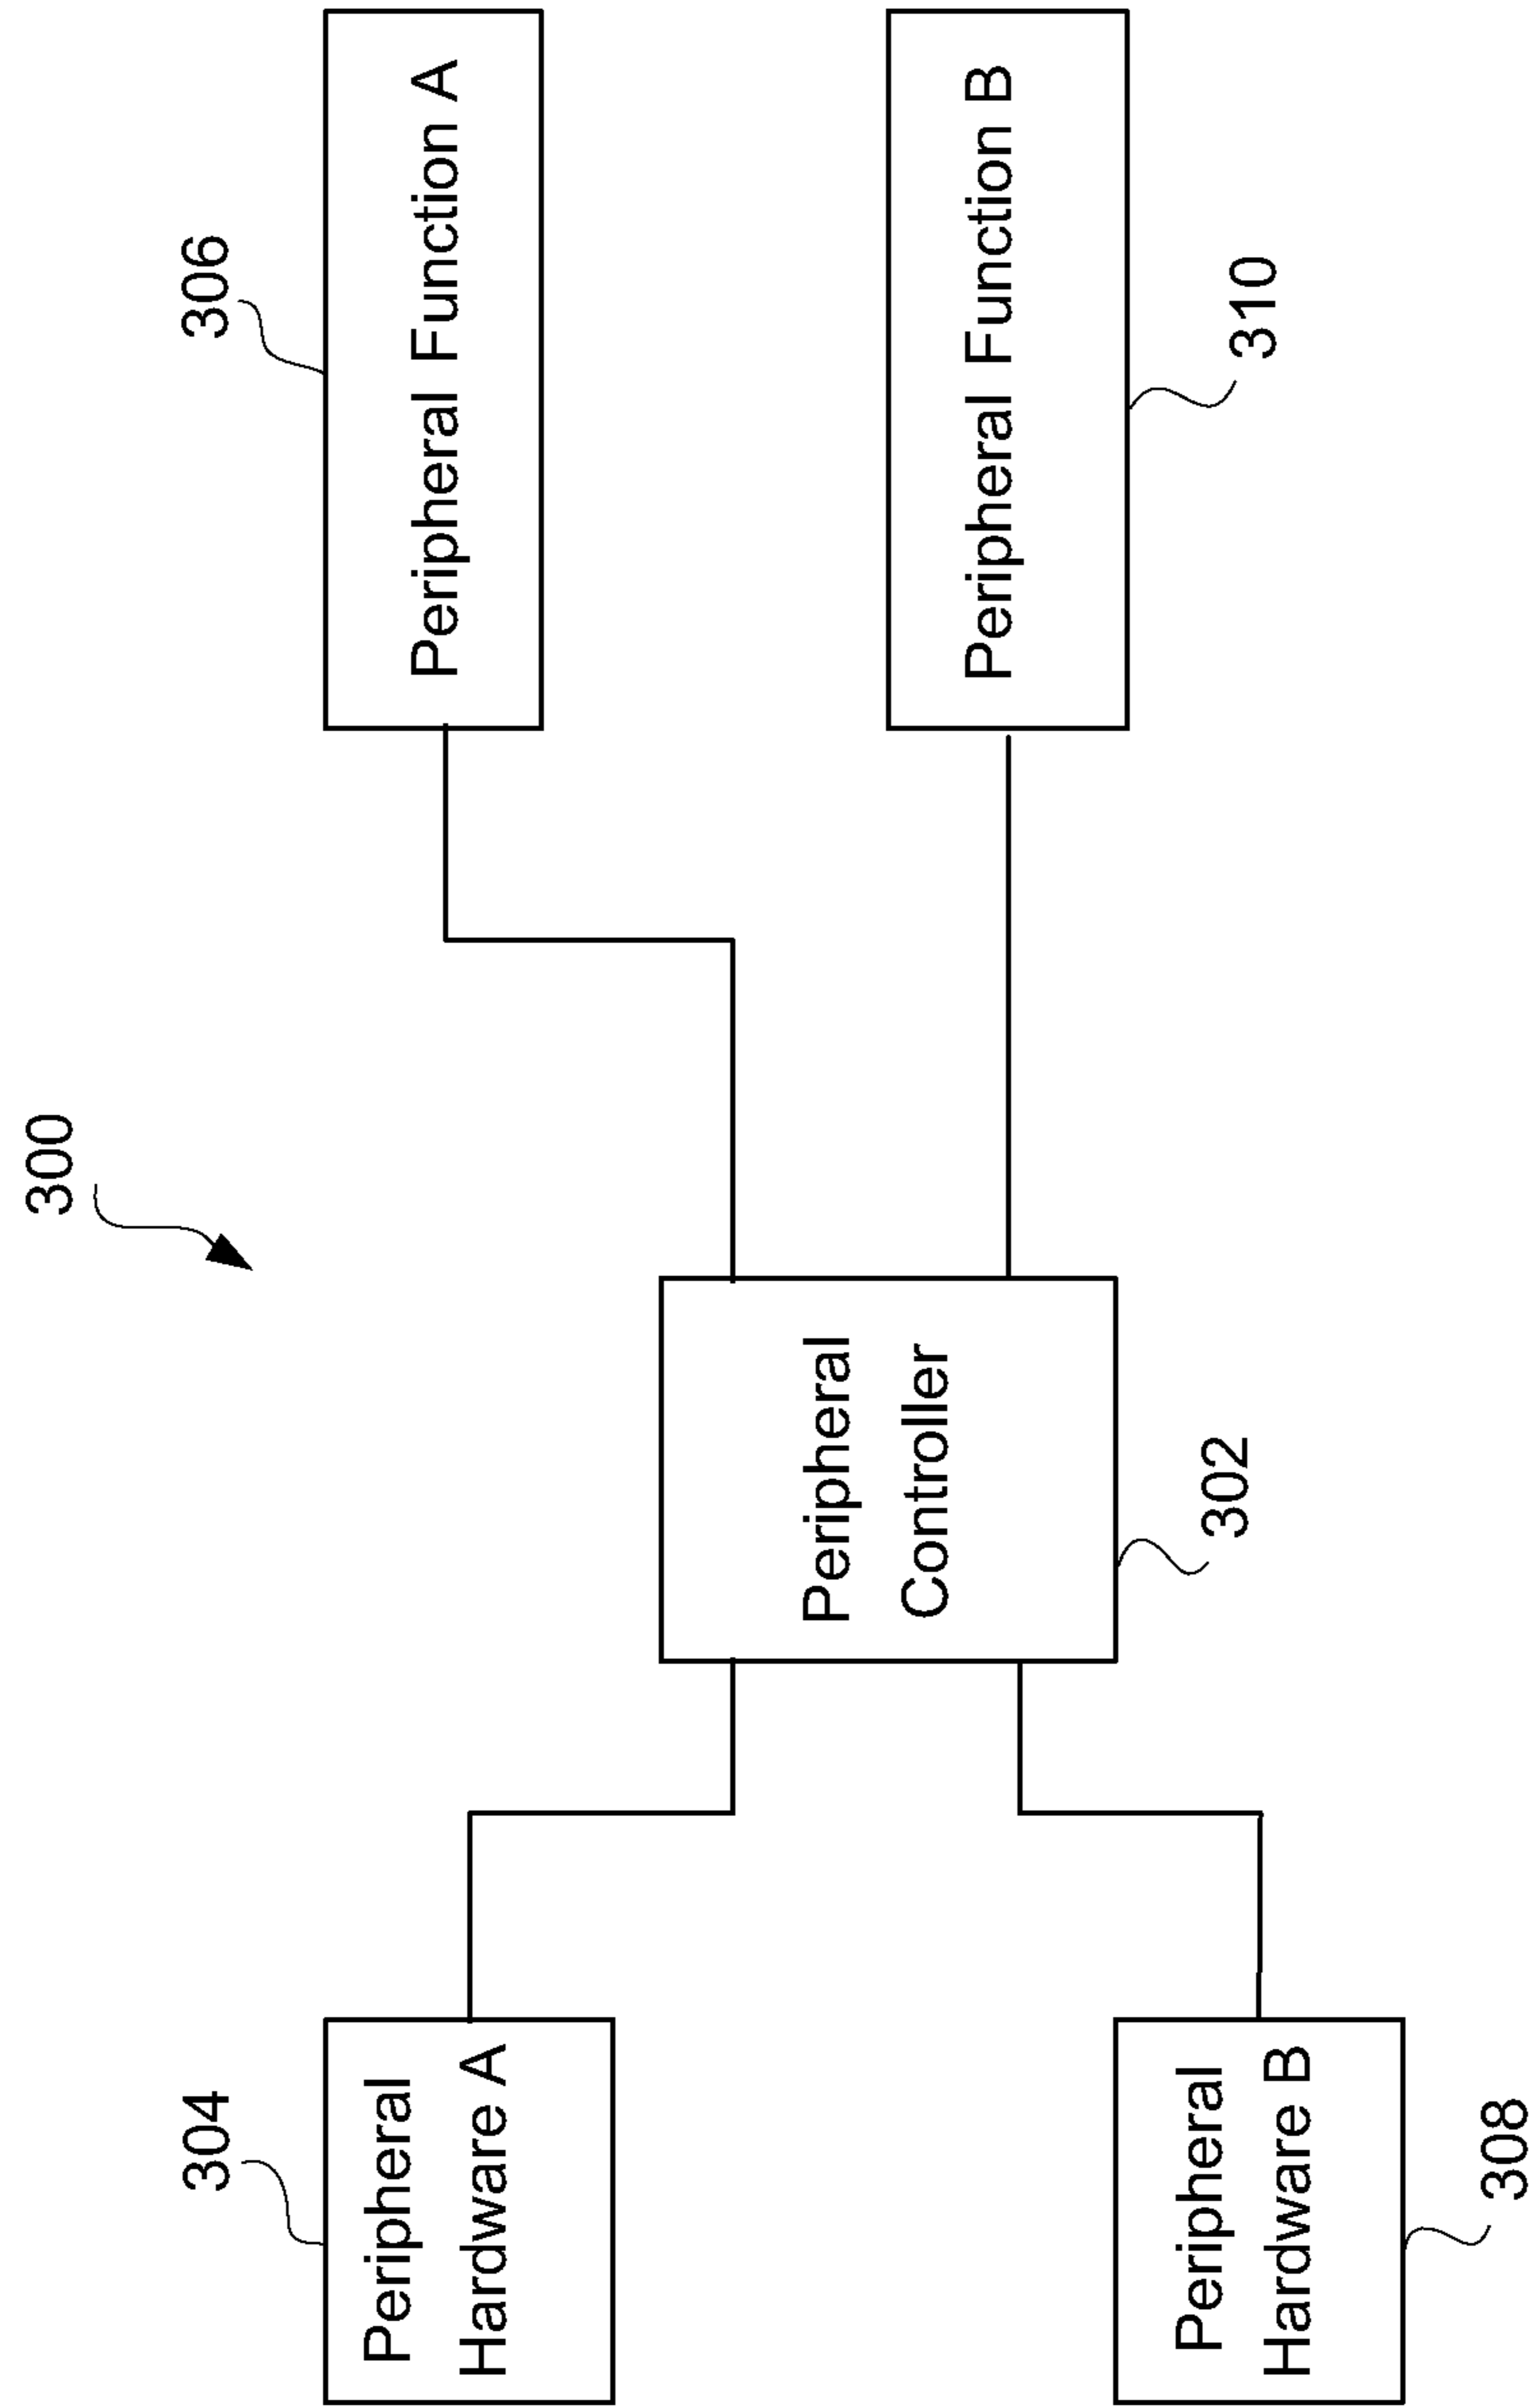 300
304
Peripheral
Hardware A
306
Peripheral Function A
Peripheral
Controller
302
Peripheral Function B
310
Peripheral
Hardware B
308